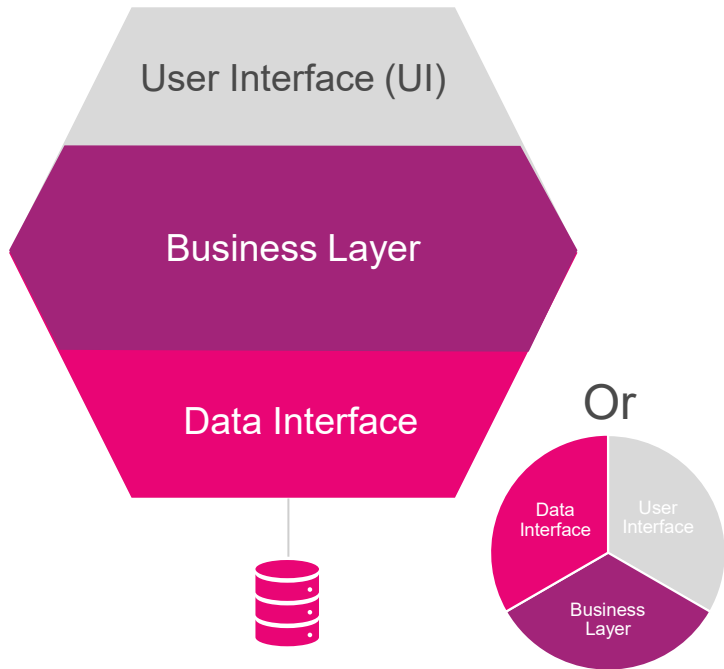 User Interface (UI)
Business Layer
Data Interface
Or
Data
Interface
User
Interface
Business
Layer